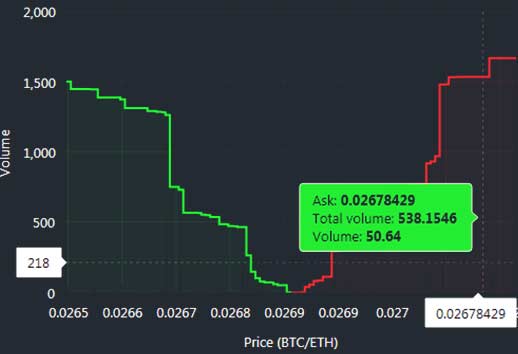 2,000
1,500
1,000
500
0
Volume
218
Ask: 0.02678429
Total volume: 538.1546
Volume: 50.64
0.0265 0.0266 0.0267 0.0268 0.0269 0.0269 0.027 0.02678429
Price (BTC/ETH)